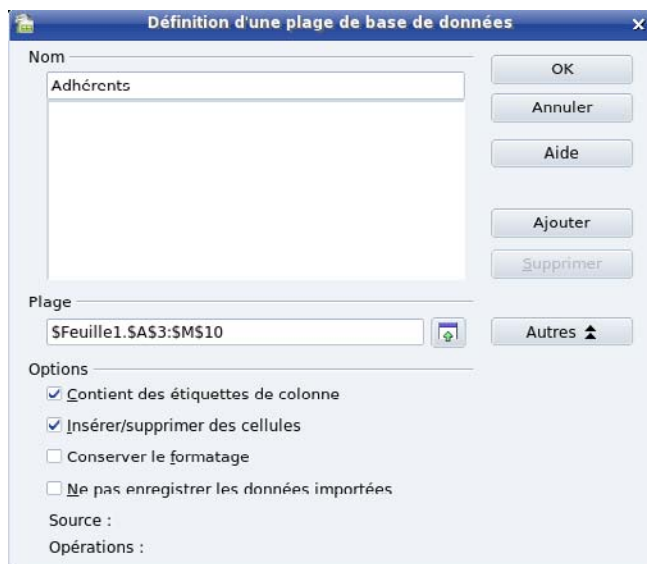 Définition d'une plage de base de données
Nom
Adhérents
OK
Annuler
Aide
Ajouter
Supprimer
Plage
$Feuille1.$A$3:$M$10
Autres
Options
Contient des étiquettes de colonne
Insérer/supprimer des cellules
Conserver le formatage
Ne pas enregistrer les données importées
Source :
Opérations :